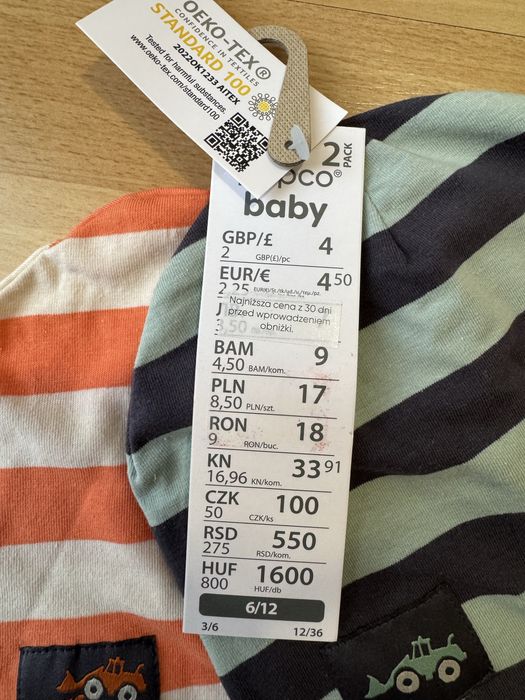 OEKO-TEX®
CONFIDENCE IN TEXTILES
STANDARD 100
2022OK1233 AITEX
Tested for harmful substances.
www.oeko-tex.com/standard100
2
PACK
pco®
baby
GBP/£ 4
2 GBP(£)/pc
EUR/€ 4 50
2,25
Najniższa cena z 30 dni
przed wprowadzeniem
obniżki.
3,50
BAM 9
4,50 BAM/kom.
PLN 17
8,50 PLN/szt.
RON 18
9 RON/buc.
KN 33 91
16,96 KN/kom.
CZK 100
50 CZK/ks
RSD 550
275 RSD/kom.
HUF 1600
800 HUF/db
6/12
3/6 12/36